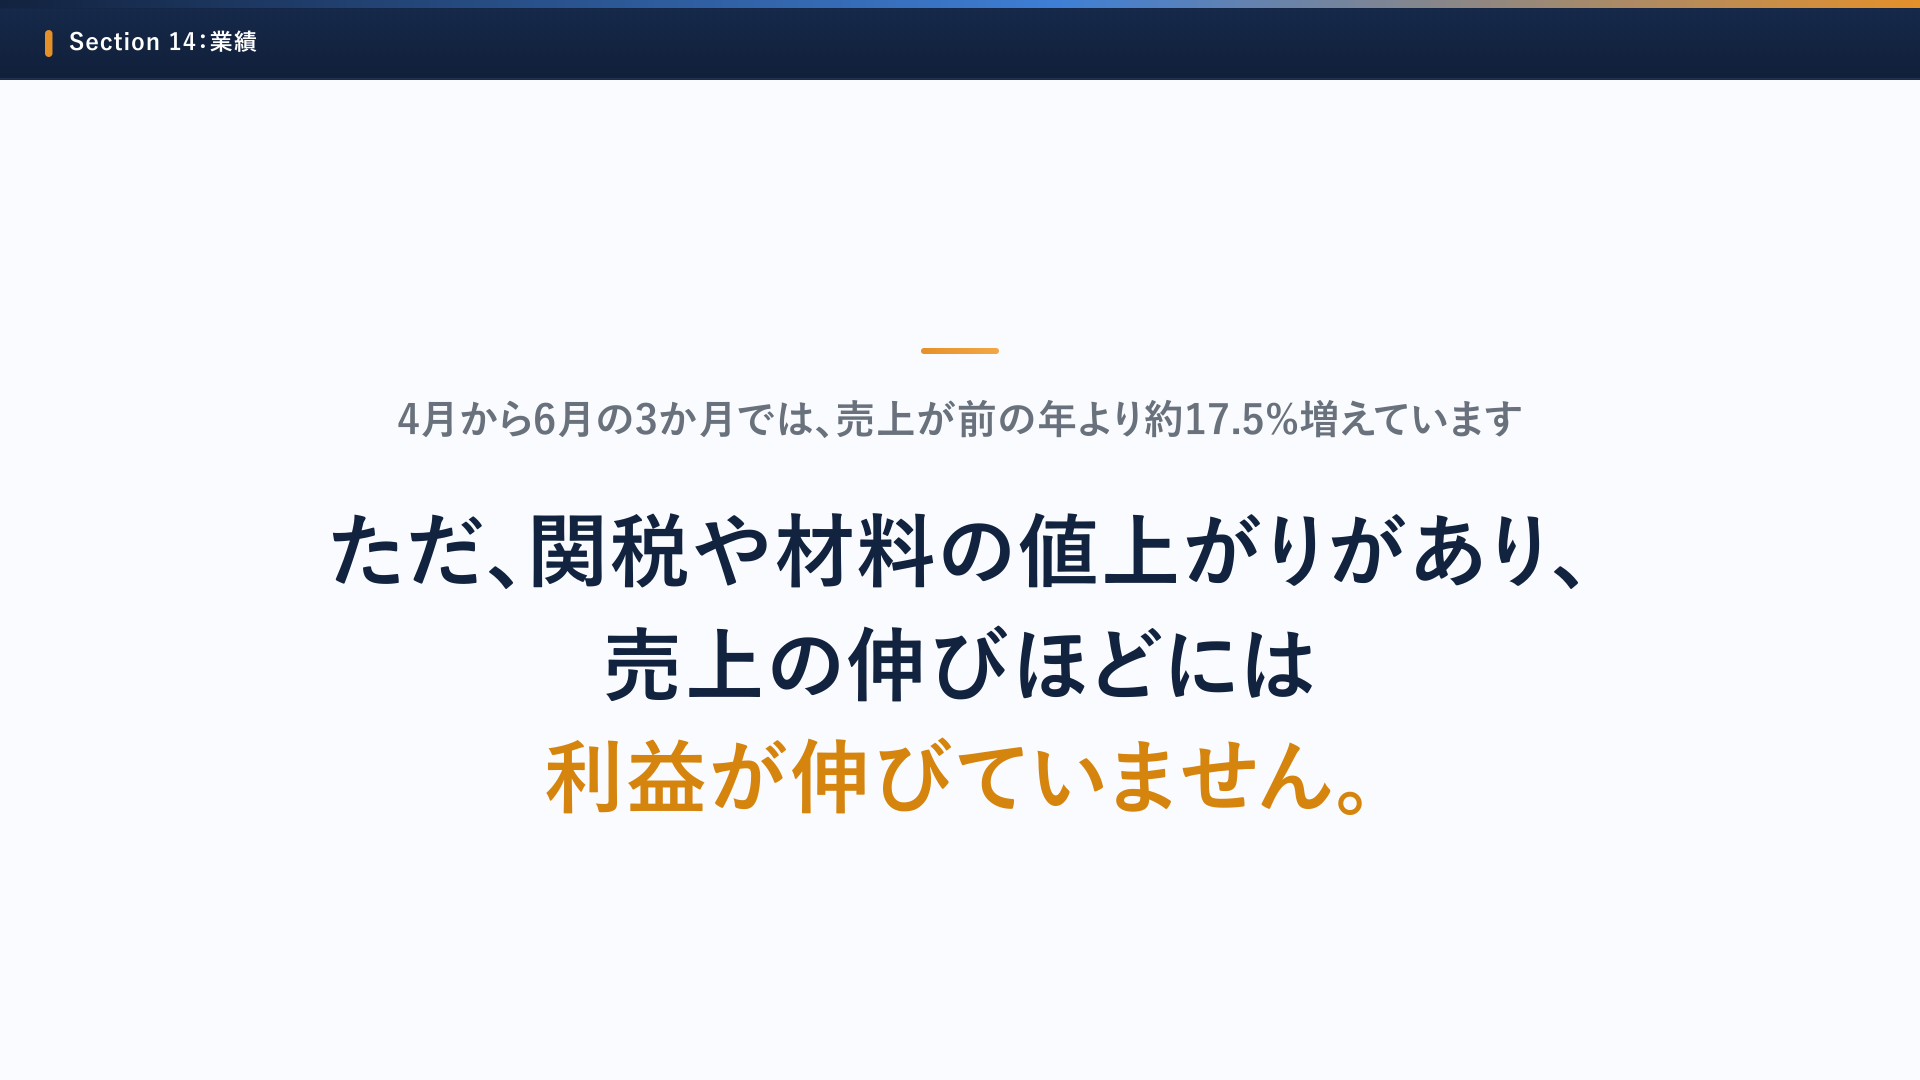 Section 14：業績
4月から6月の3か月では、売上が前の年より約17.5%増えています
ただ、関税や材料の値上がりがあり、
売上の伸びほどには
利益が伸びていません。